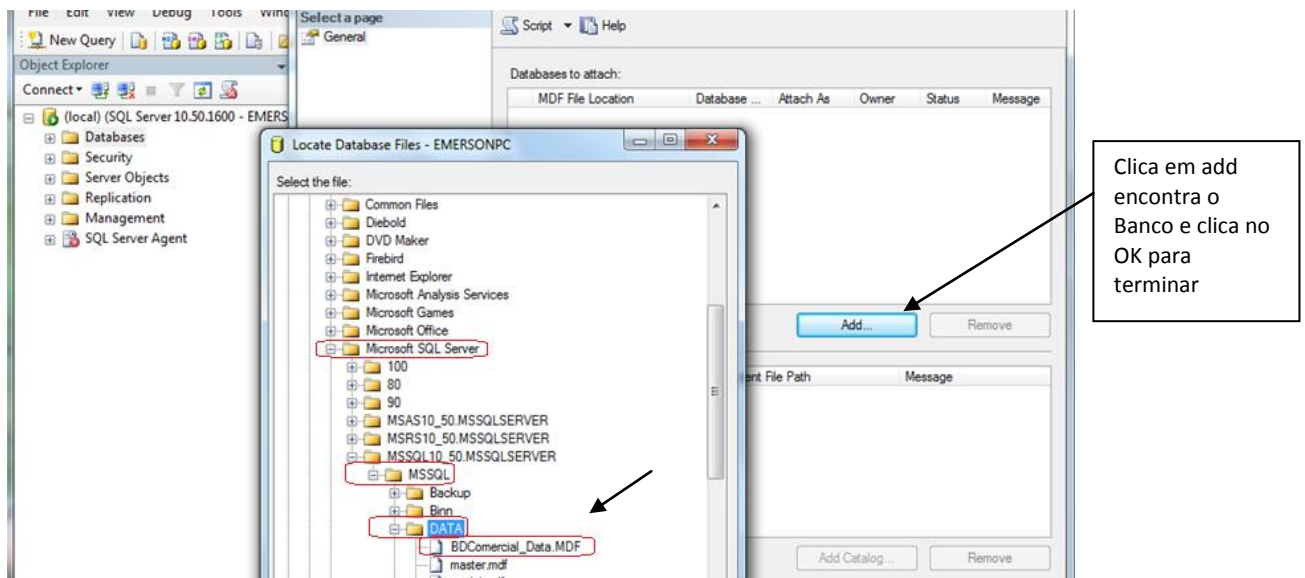 File Edit View Debug Tools Wind
New Query
Object Explorer
Connect
(local) (SQL Server 10.50.1600 - EMERS
Databases
Security
Server Objects
Replication
Management
SQL Server Agent
Select a page
General
Script Help
Databases to attach:
MDF File Location Database ... Attach As Owner Status Message
Add... Remove
ent File Path Message
Add Catalog... Remove
Locate Database Files - EMERSONPC
Select the file:
Common Files
Diebold
DVD Maker
Firebird
Internet Explorer
Microsoft Analysis Services
Microsoft Games
Microsoft Office
Microsoft SQL Server
100
80
90
MSAS10_50.MSSQLSERVER
MSRS10_50.MSSQLSERVER
MSSQL10_50.MSSQLSERVER
MSSQL
Backup
Binn
DATA
BDComercial_Data.MDF
master.mdf
Clica em add
encontra o
Banco e clica no
OK para
terminar